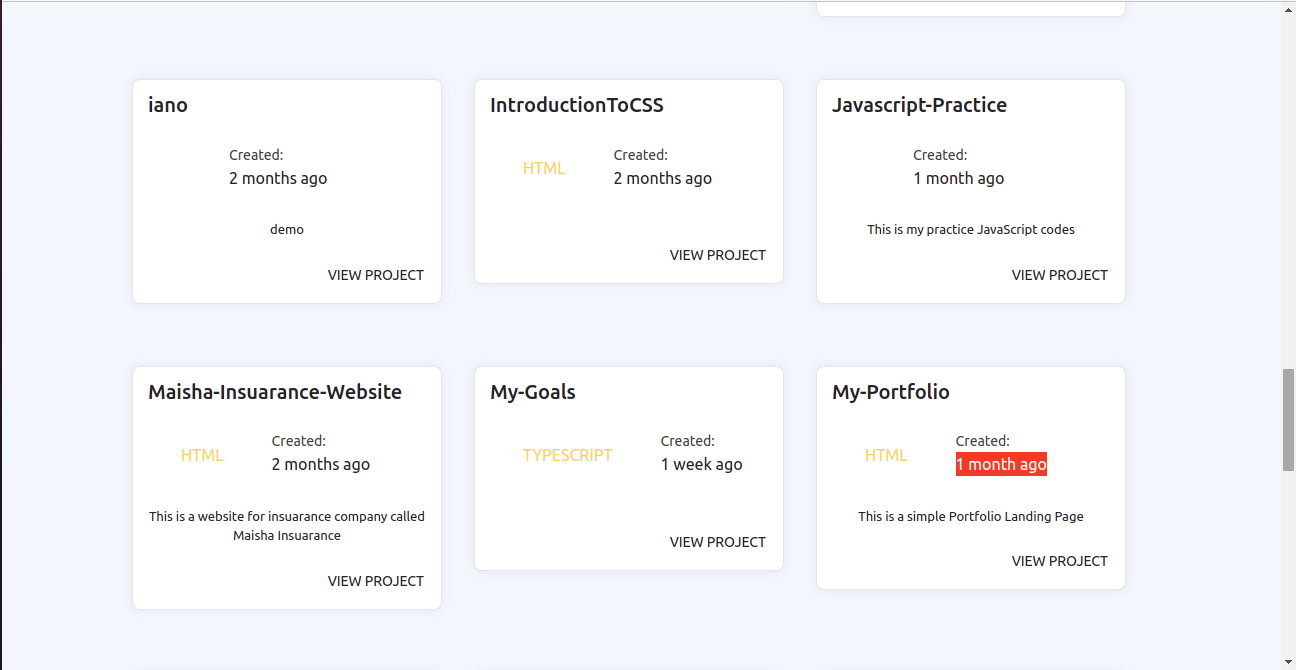 iano
Created:
2 months ago
demo
VIEW PROJECT
IntroductionToCSS
HTML
Created:
2 months ago
VIEW PROJECT
Javascript-Practice
Created:
1 month ago
This is my practice JavaScript codes
VIEW PROJECT
Maisha-Insuarance-Website
HTML
Created:
2 months ago
This is a website for insuarance company called
Maisha Insuarance
VIEW PROJECT
My-Goals
TYPESCRIPT
Created:
1 week ago
VIEW PROJECT
My-Portfolio
HTML
Created:
1 month ago
This is a simple Portfolio Landing Page
VIEW PROJECT